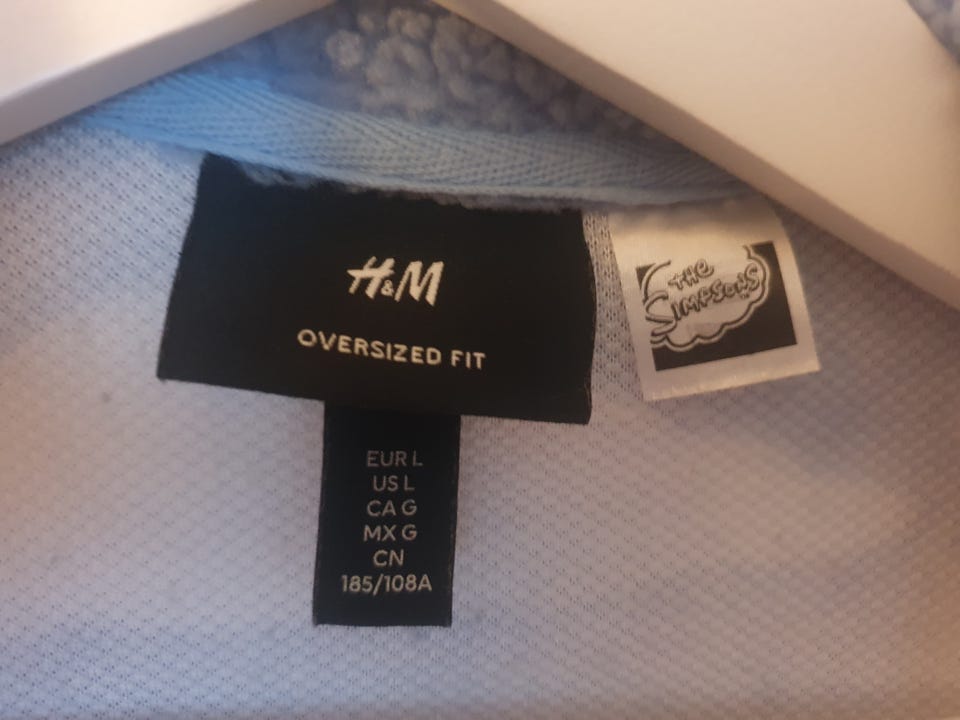 H&M
OVERSIZED FIT
THE
SIMPSONS
EUR L
US L
CA G
MX G
CN
185/108A